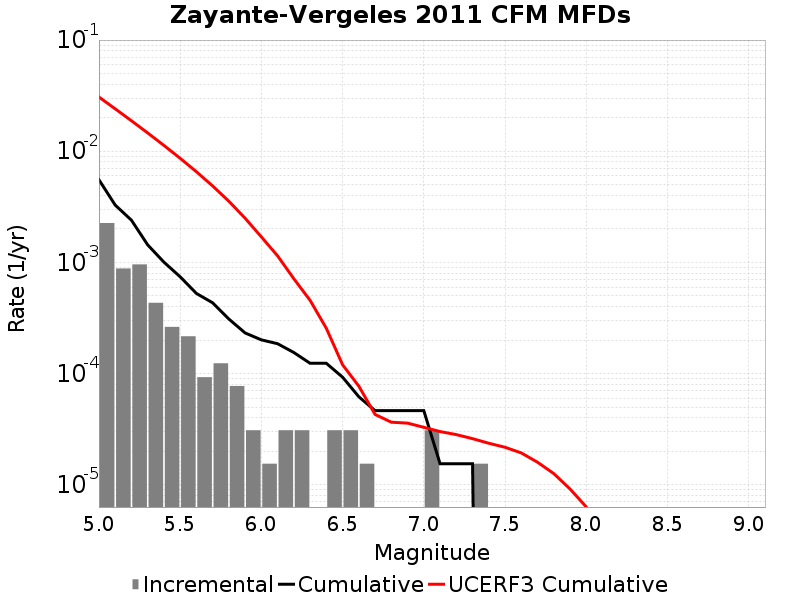 Zayante-Vergeles 2011 CFM MFDs
10-1
10-2
10-3
10-4
10-5
Rate (1/yr)
5.0 5.5 6.0 6.5 7.0 7.5 8.0 8.5 9.0
Magnitude
Incremental Cumulative UCERF3 Cumulative